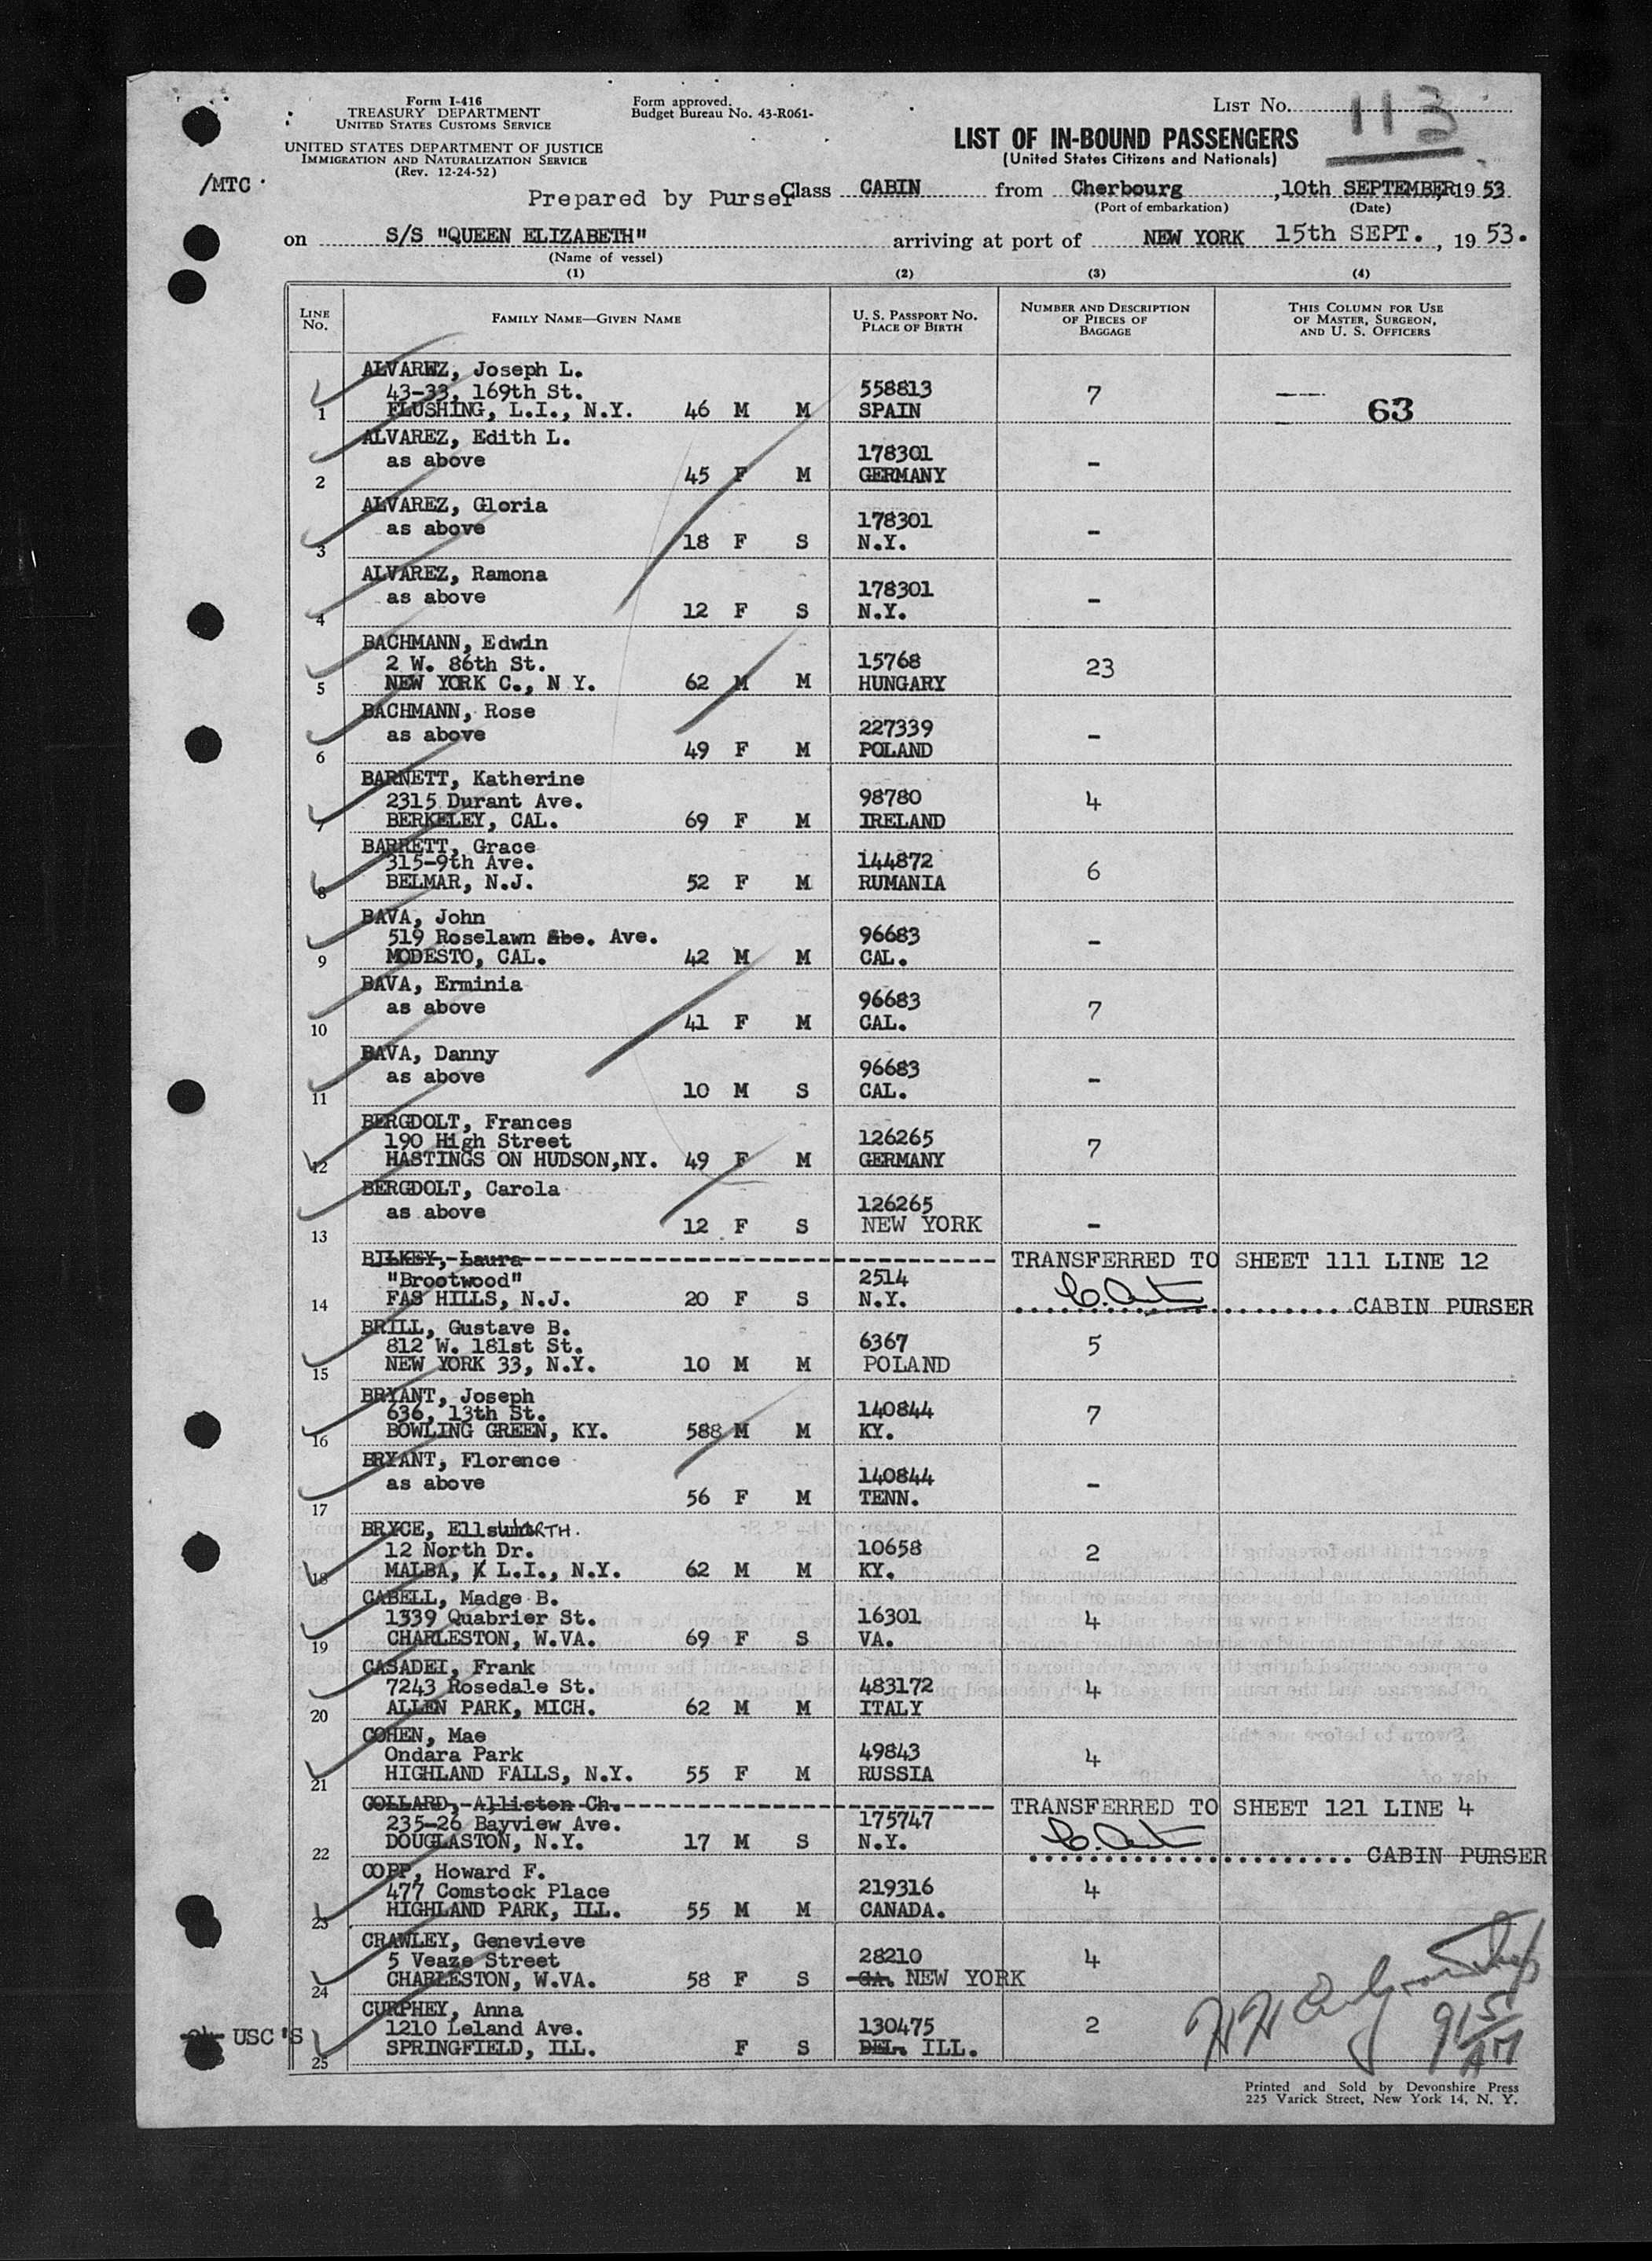 Form I-416
TREASURY DEPARTMENT
UNITED STATES CUSTOMS SERVICE
UNITED STATES DEPARTMENT OF JUSTICE
IMMIGRATION AND NATURALIZATION SERVICE
(Rev. 12-24-52)
Form approved.
Budget Bureau No. 43-R061-
LIST NO. 113
LIST OF IN-BOUND PASSENGERS
(United States Citizens and Nationals)
/MTC
Prepared by Purser Class CABIN from Cherbourg, 10th SEPTEMBER, 1953
(Port of embarkation) (Date)
on S/S "QUEEN ELIZABETH" arriving at port of NEW YORK 15th SEPT., 19 53.
(Name of vessel)
(1) (2) (3) (4)
LINE NO. FAMILY NAME—GIVEN NAME U. S. PASSPORT NO. PLACE OF BIRTH NUMBER AND DESCRIPTION OF PIECES OF BAGGAGE THIS COLUMN FOR USE OF MASTER, SURGEON, AND U. S. OFFICERS
ALVAREZ, Joseph L.
43-33, 169th St. 558813 7
1 FLUSHING, L.I., N.Y. 46 M M SPAIN 63
ALVAREZ, Edith L.
as above 178301 -
2 45 F M GERMANY
ALVAREZ, Gloria
as above 178301 -
3 18 F S N.Y.
ALVAREZ, Ramona
as above 178301 -
4 12 F S N.Y.
BACHMANN, Edwin
2 W. 86th St. 15768 23
5 NEW YORK C., N Y. 62 M M HUNGARY
BACHMANN, Rose
as above 227339 -
6 49 F M POLAND
BARNETT, Katherine
2315 Durant Ave. 98780 4
7 BERKELEY, CAL. 69 F M IRELAND
BARRETT, Grace
315-9th Ave. 144872 6
8 BELMAR, N.J. 52 F M RUMANIA
BAVA, John
519 Roselawn Abe. Ave. 96683 -
9 MODESTO, CAL. 42 M M CAL.
BAVA, Erminia
as above 96683 7
10 41 F M CAL.
BAVA, Danny
as above 96683 -
11 10 M S CAL.
BERGDOLT, Frances
190 High Street 126265 7
12 HASTINGS ON HUDSON,NY. 49 F M GERMANY
BERGDOLT, Carola
as above 126265 -
13 12 F S NEW YORK
BILKEY, Laura TRANSFERRED TO SHEET 111 LINE 12
"Brootwood" 2514
14 FAS HILLS, N.J. 20 F S N.Y. CABIN PURSER
BRILL, Gustave B.
812 W. 181st St. 6367 5
15 NEW YORK 33, N.Y. 10 M M POLAND
BRYANT, Joseph
636, 13th St. 140844 7
16 BOWLING GREEN, KY. 588 M M KY.
BRYANT, Florence
as above 140844 -
17 56 F M TENN.
BRYCE, EllsWORTH.
12 North Dr. 10658 2
18 MALBA, L.I., N.Y. 62 M M KY.
CABELL, Madge B.
1339 Quabrier St. 16301 4
19 CHARLESTON, W.VA. 69 F S VA.
CASADEI, Frank
7243 Rosedale St. 483172 4
20 ALLEN PARK, MICH. 62 M M ITALY
COHEN, Mae
Ondara Park 49843 4
21 HIGHLAND FALLS, N.Y. 55 F M RUSSIA
COLLARD, Alliston Ch. TRANSFERRED TO SHEET 121 LINE 4
235-26 Bayview Ave. 175747
22 DOUGLASTON, N.Y. 17 M S N.Y. CABIN PURSER
COPP, Howard F.
477 Comstock Place 219316 4
23 HIGHLAND PARK, ILL. 55 M M CANADA.
CRAWLEY, Genevieve
5 Veaze Street 28210 4
24 CHARLESTON, W.VA. 58 F S GA. NEW YORK
CURPHEY, Anna
USC'S 1210 Leland Ave. 130475 2
25 SPRINGFIELD, ILL. F S DEL. ILL.
Printed and Sold by Devonshire Press
225 Varick Street, New York 14, N. Y.